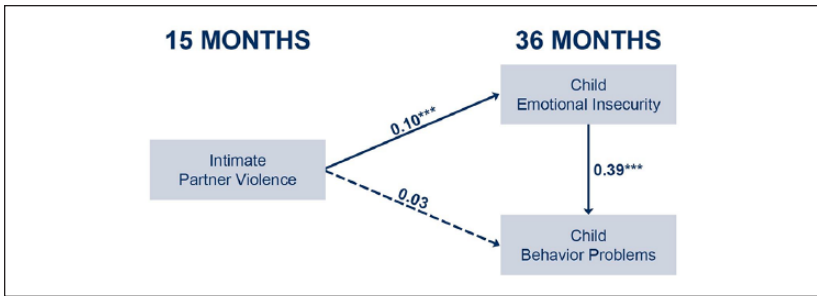 15 MONTHS
36 MONTHS
Child
Emotional Insecurity
0.10***
Intimate
Partner Violence
0.39***
0.03
Child
Behavior Problems